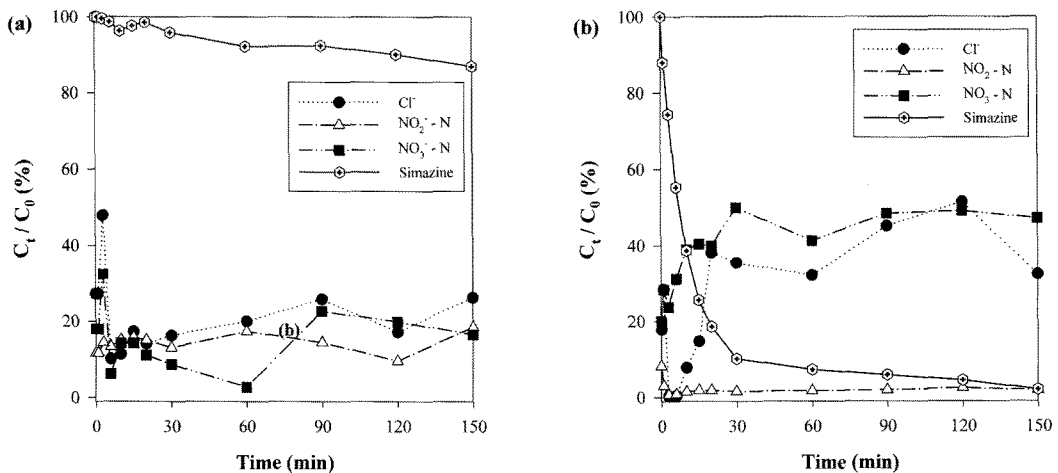 (a)
100
80
60
40
20
0
C_t / C_0 (%)
Cl⁻
NO₂⁻ - N
NO₃⁻ - N
Simazine
(b)
0 30 60 90 120 150
Time (min)
(b)
100
80
60
40
20
0
C_t / C_0 (%)
Cl⁻
NO₂ - N
NO₃ - N
Simazine
0 30 60 90 120 150
Time (min)